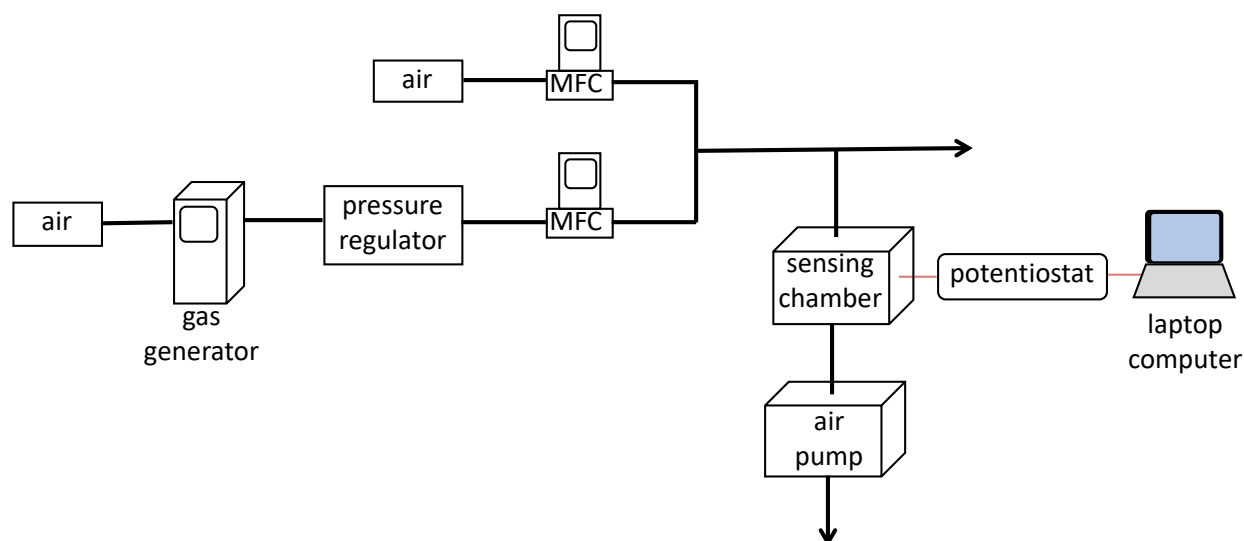 air
MFC
air
gas
generator
pressure
regulator
MFC
sensing
chamber
potentiostat
laptop
computer
air
pump